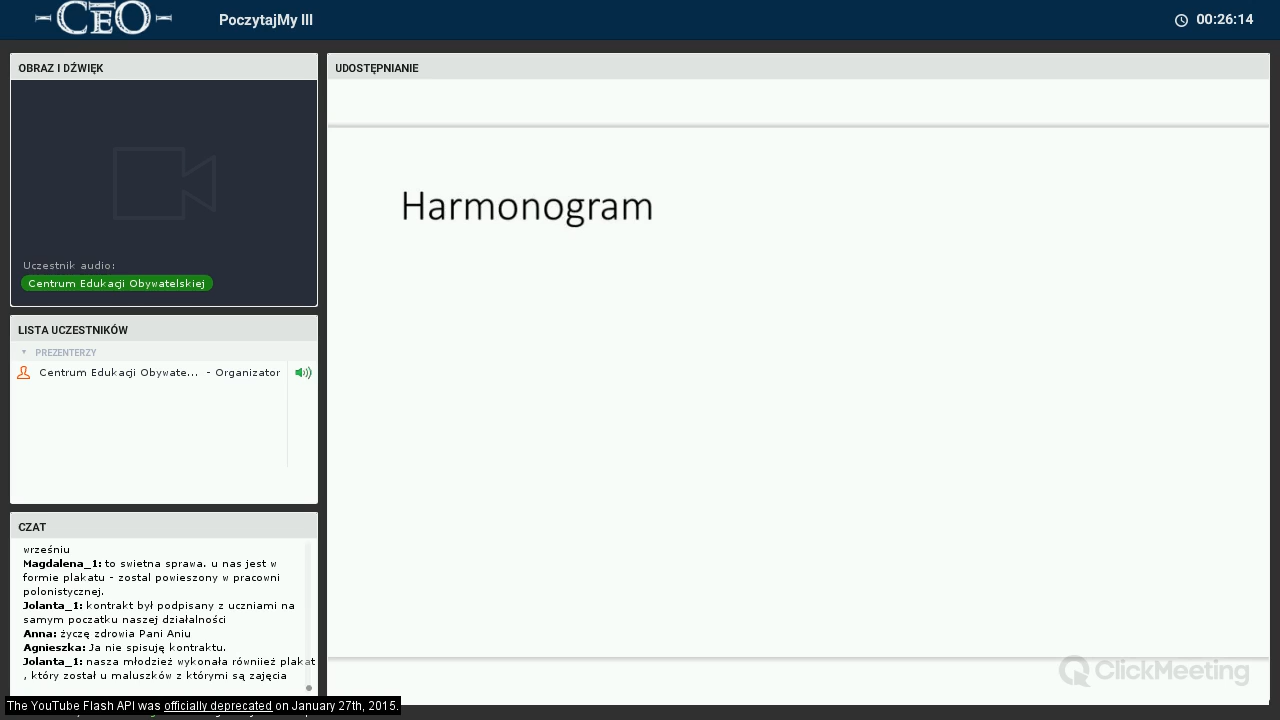 CEO
PoczytajMy III
00:26:14
OBRAZ I DŹWIĘK
Uczestnik audio:
Centrum Edukacji Obywatelskiej
LISTA UCZESTNIKÓW
PREZENTERZY
Centrum Edukacji Obywate... - Organizator
CZAT
wrześniu
Magdalena_1: to swietna sprawa. u nas jest w
formie plakatu - zostal powieszony w pracowni
polonistycznej.
Jolanta_1: kontrakt był podpisany z uczniami na
samym poczatku naszej działalności
Anna: życzę zdrowia Pani Aniu
Agnieszka: Ja nie spisuję kontraktu.
Jolanta_1: nasza młodzież wykonała równiież plakat
, który został u maluszków z którymi są zajęcia
The YouTube Flash API was officially deprecated on January 27th, 2015.
UDOSTĘPNIANIE
Harmonogram
ClickMeeting